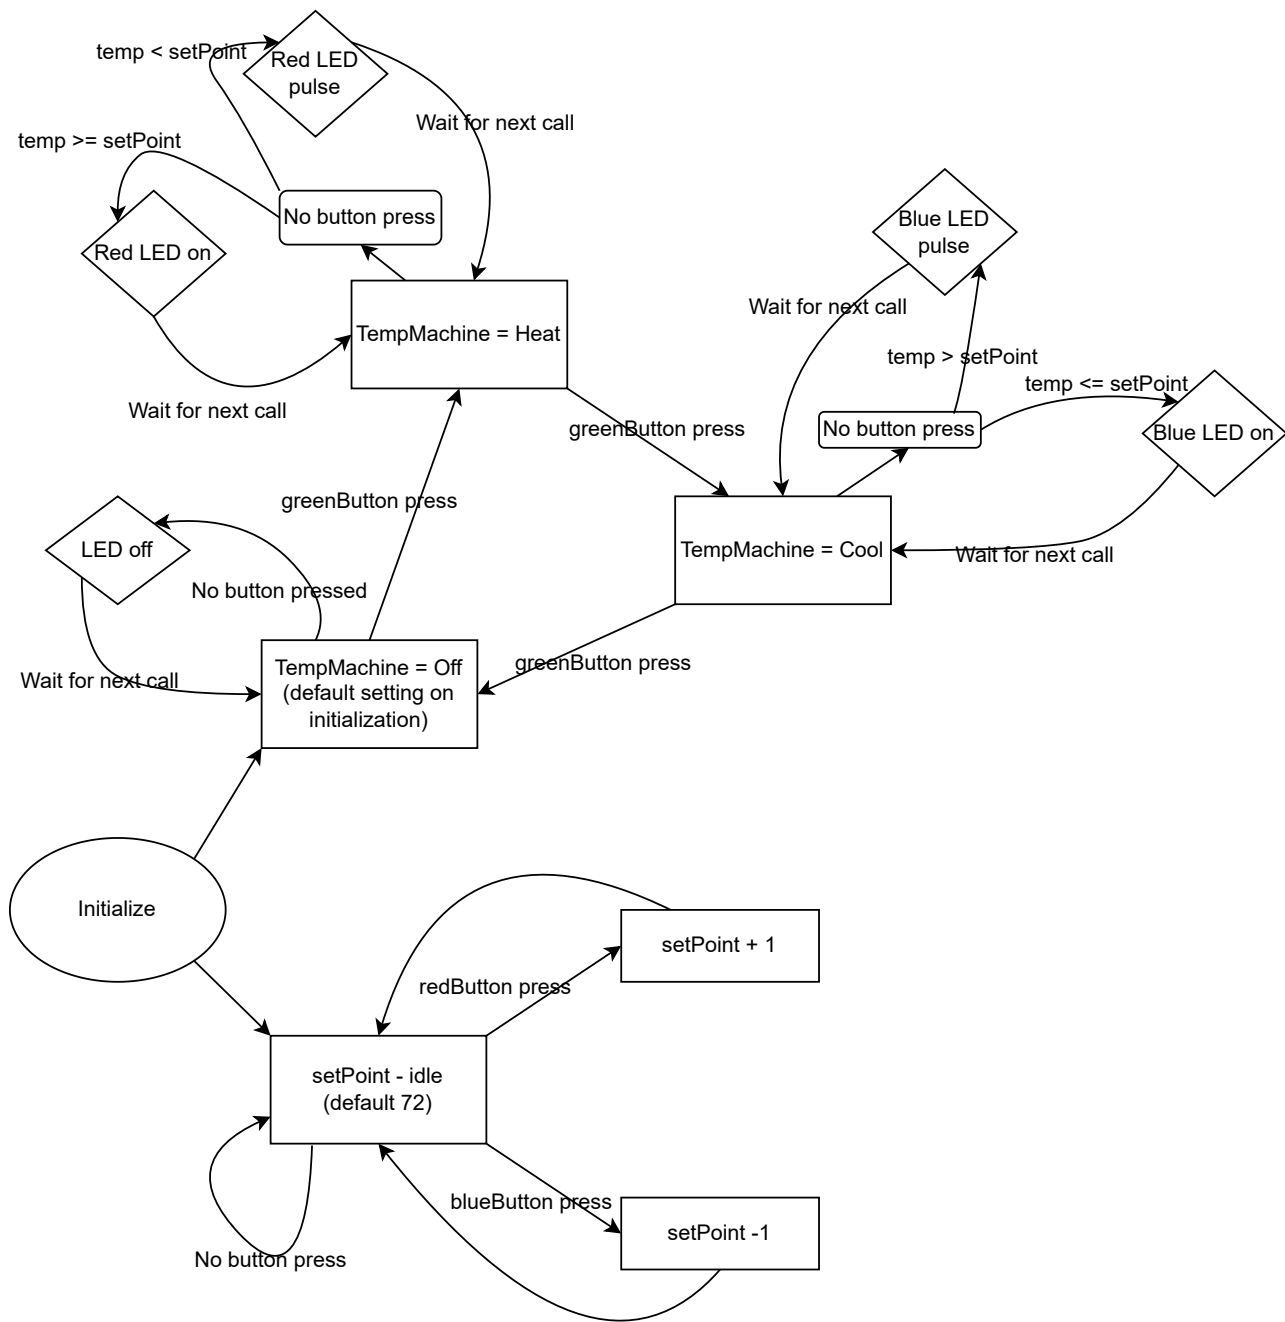 temp < setPoint
Red LED
pulse
Wait for next call
temp >= setPoint
No button press
Red LED on
TempMachine = Heat
Wait for next call
Blue LED
pulse
Wait for next call
temp > setPoint
temp <= setPoint
No button press
Blue LED on
greenButton press
greenButton press
LED off
No button pressed
TempMachine = Cool
Wait for next call
Wait for next call
TempMachine = Off
(default setting on
initialization)
greenButton press
Initialize
setPoint + 1
redButton press
setPoint - idle
(default 72)
blueButton press
setPoint -1
No button press